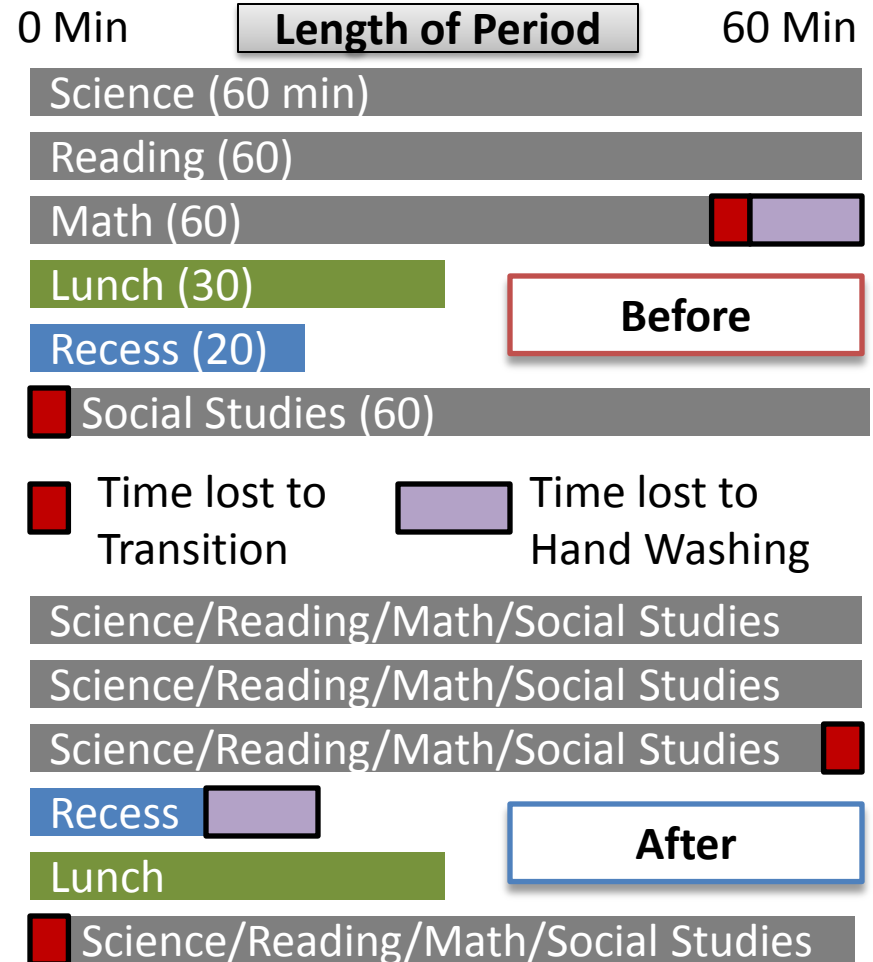 0 Min Length of Period 60 Min
Science (60 min)
Reading (60)
Math (60)
Lunch (30)
Before
Recess (20)
Social Studies (60)
Time lost to
Transition
Time lost to
Hand Washing
Science/Reading/Math/Social Studies
Science/Reading/Math/Social Studies
Science/Reading/Math/Social Studies
Recess
After
Lunch
Science/Reading/Math/Social Studies